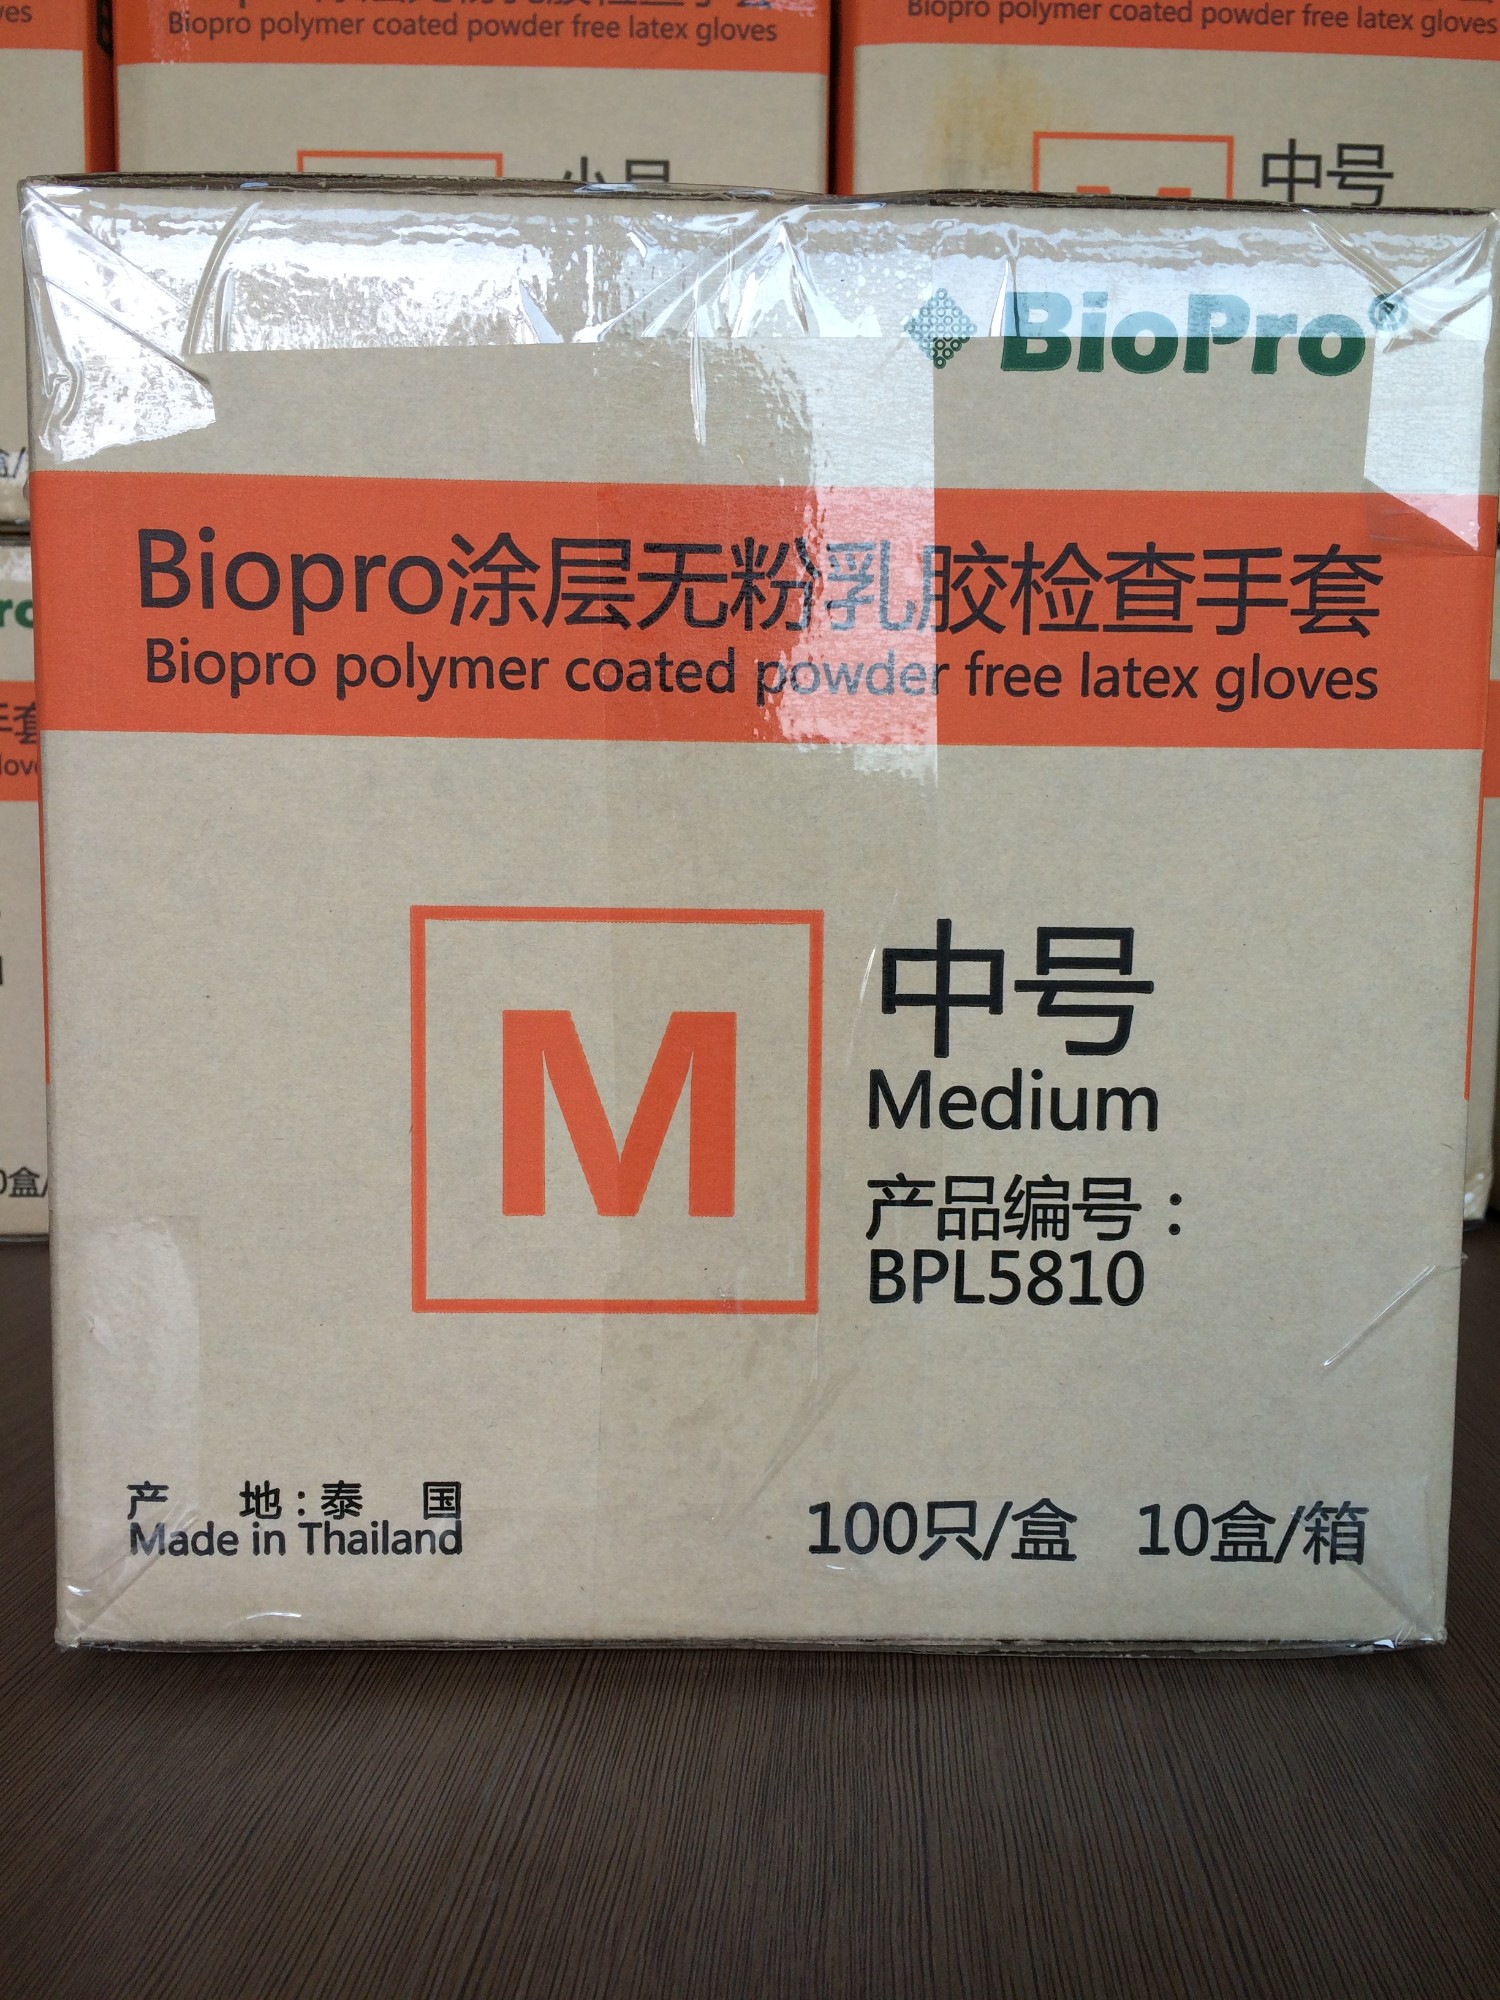 Biopro polymer coated powder free latex gloves
Biopro polymer coated powder free latex gloves
中号
BioPro®
Biopro涂层无粉乳胶检查手套
Biopro polymer coated powder free latex gloves
M
中号
Medium
产品编号：
BPL5810
产 地：泰 国
Made in Thailand
100只/盒 10盒/箱